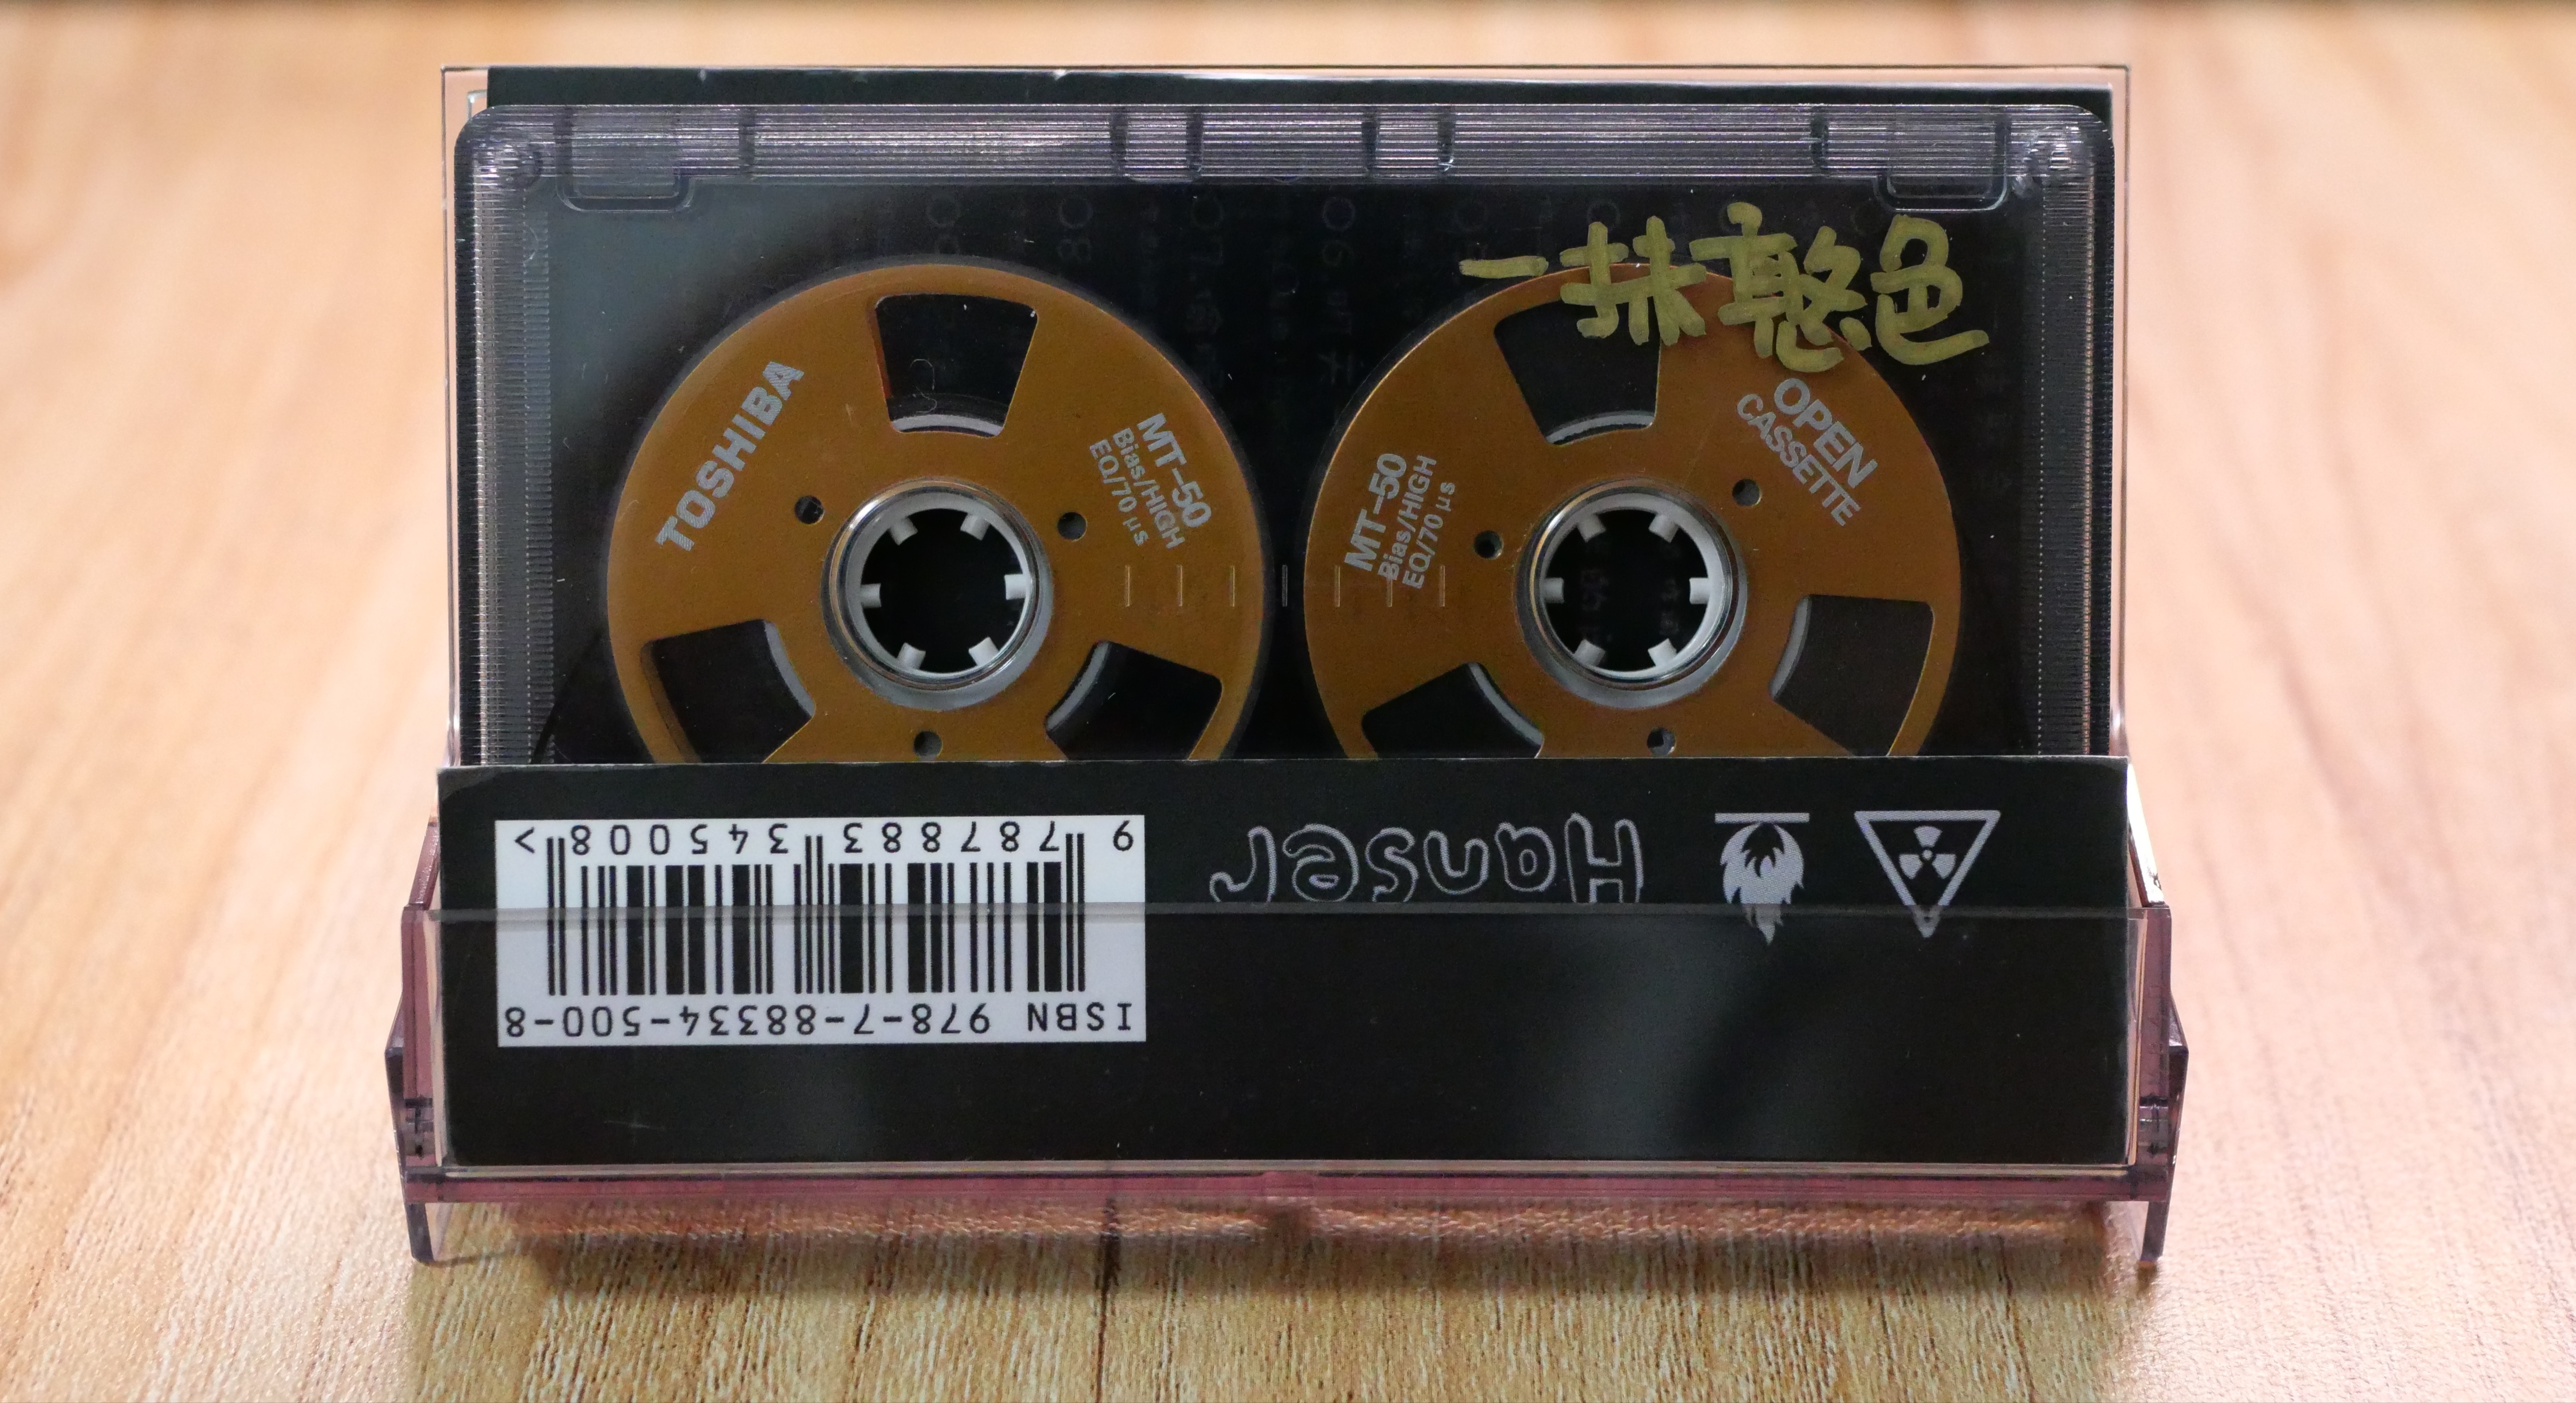 一抹憨色
TOSHIBA
MT-50
Bias/HIGH
EQ/70 μs
MT-50
Bias/HIGH
EQ/70 μs
OPEN
CASSETTE
Hanser
ISBN 978-7-88334-500-8
9 787883 345008 >